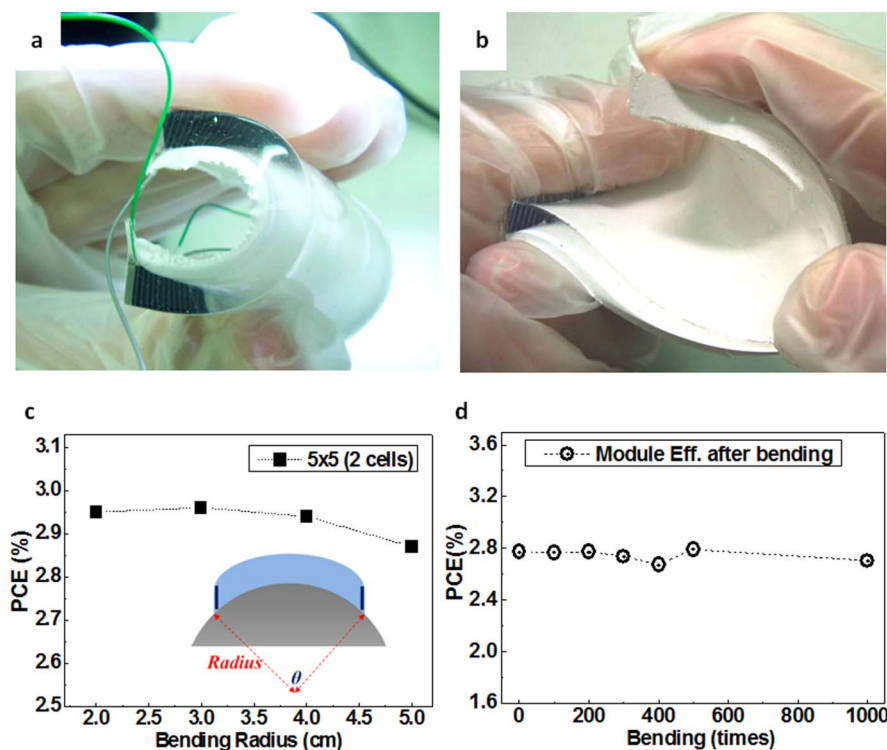 a
b
c
3.1
3.0
2.9
2.8
2.7
2.6
2.5
PCE (%)
5x5 (2 cells)
Radius
θ
2.0 2.5 3.0 3.5 4.0 4.5 5.0
Bending Radius (cm)
d
3.6
3.2
2.8
2.4
2.0
1.6
PCE(%)
Module Eff. after bending
0 200 400 600 800 1000
Bending (times)